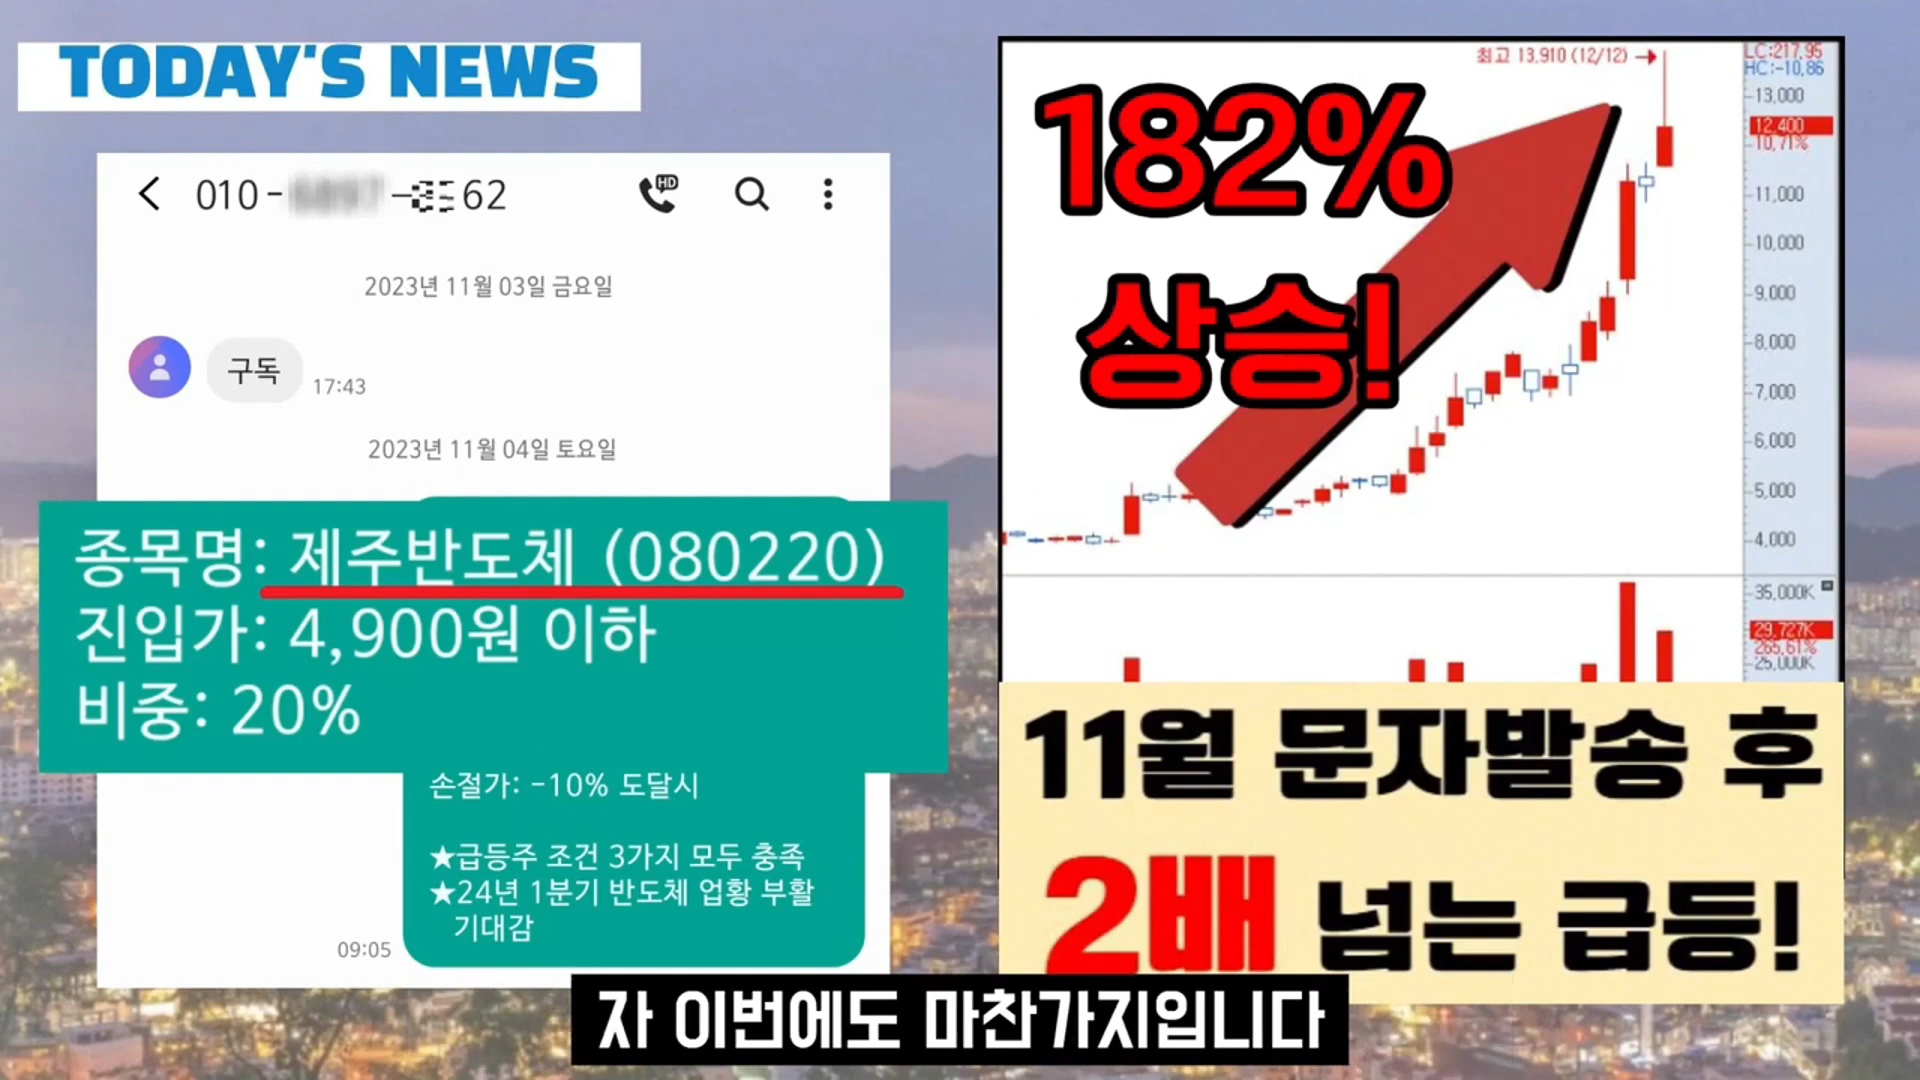 TODAY'S NEWS
010-
62
2023년 11월 03일 금요일
구독
17:43
2023년 11월 04일 토요일
종목명: 제주반도체 (080220)
진입가: 4,900원 이하
비중: 20%
손절가: -10% 도달시
★급등주 조건 3가지 모두 충족
★24년 1분기 반도체 업황 부활
기대감
09:05
최고 13,910 (12/12)
182%
상승!
LC:217.95
HC:-10.86
13,000
12,400
10.71%
11,000
10,000
9,000
8,000
7,000
6,000
5,000
4,000
35,000K
29,727K
265.61%
25,000K
11월 문자발송 후
2배 넘는 급등!
자 이번에도 마찬가지입니다